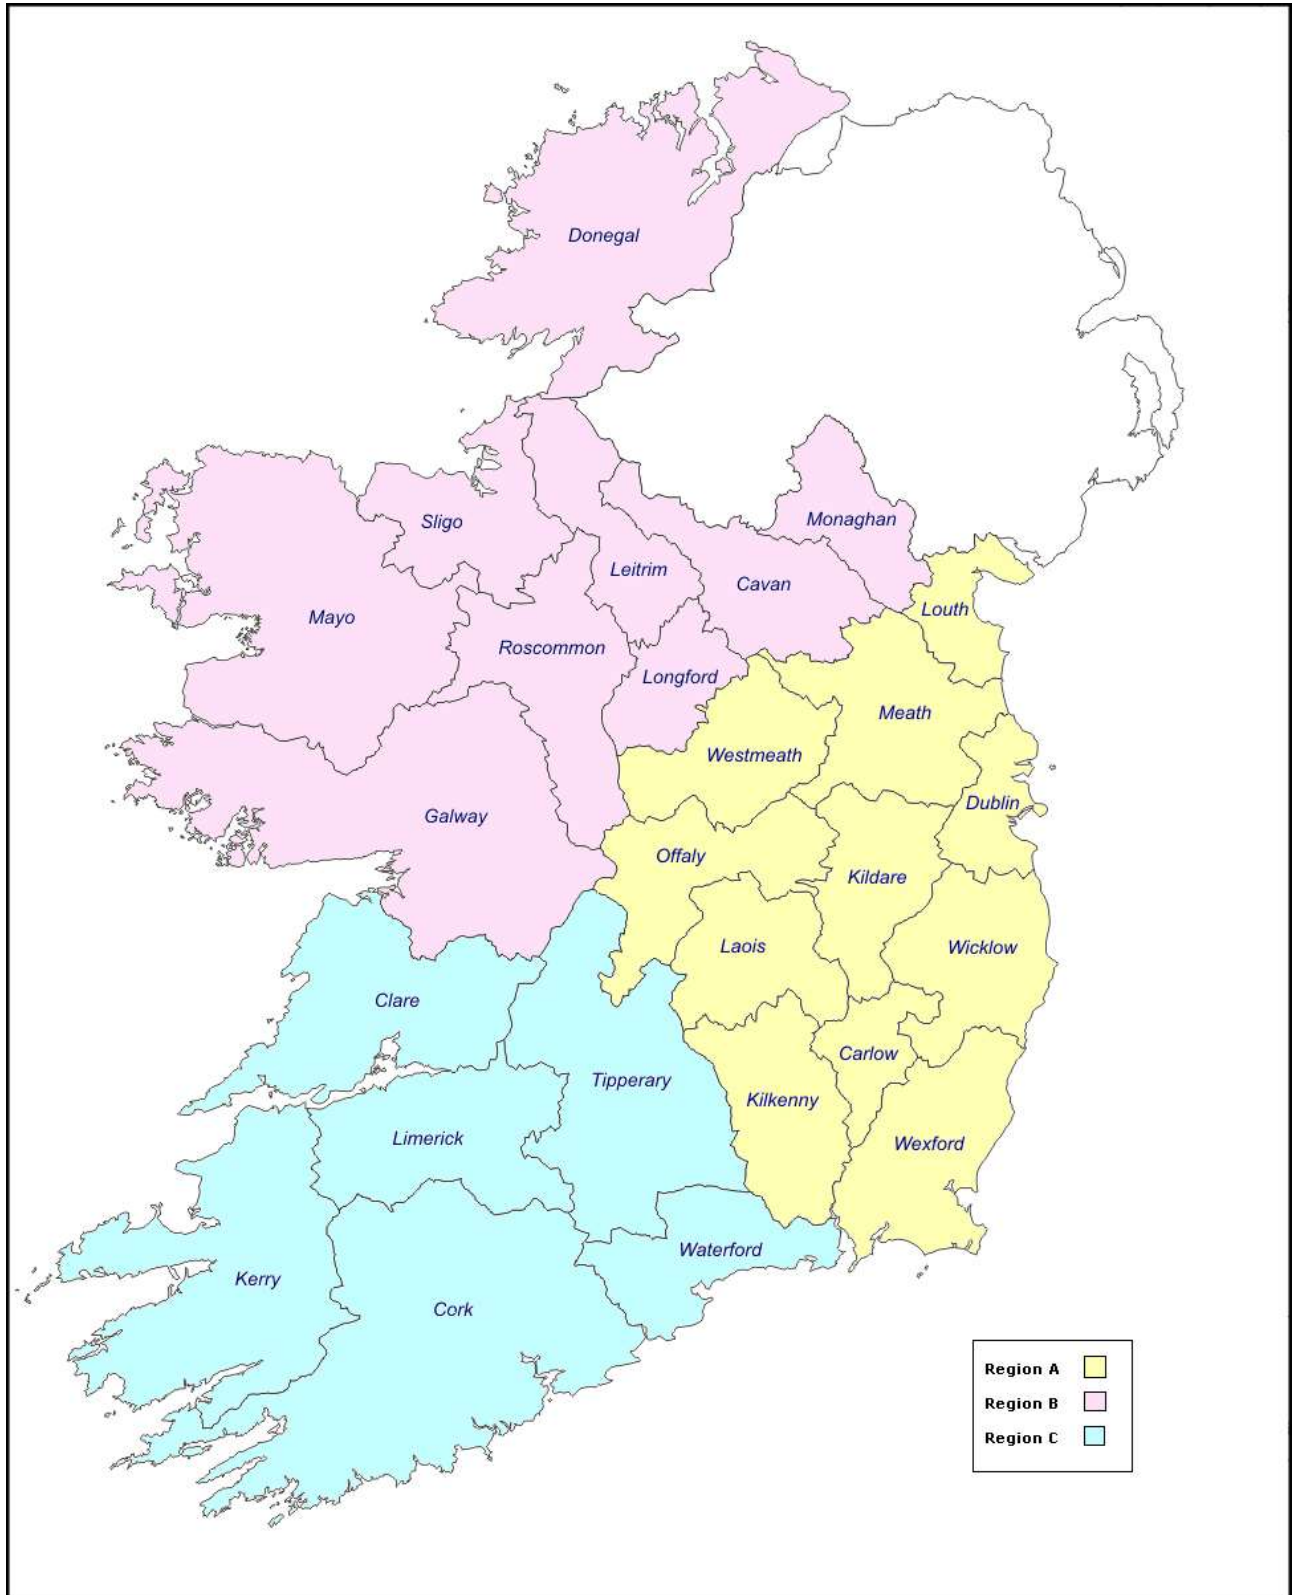 Donegal
Monaghan
Sligo
Leitrim
Cavan
Louth
Mayo
Roscommon
Longford
Meath
Westmeath
Dublin
Galway
Offaly
Kildare
Laois
Wicklow
Clare
Carlow
Tipperary
Kilkenny
Limerick
Wexford
Waterford
Kerry
Cork
Region A
Region B
Region C